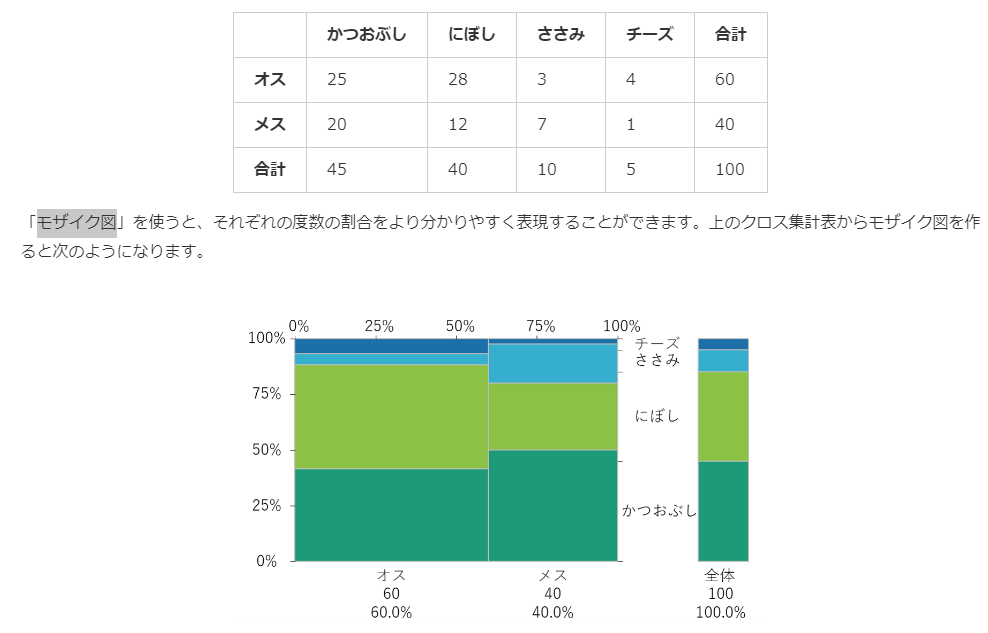 かつおぶし にぼし ささみ チーズ 合計
オス 25 28 3 4 60
メス 20 12 7 1 40
合計 45 40 10 5 100
「モザイク図」を使うと、それぞれの度数の割合をより分かりやすく表現することができます。上のクロス集計表からモザイク図を作
ると次のようになります。
0% 25% 50% 75% 100%
100%
75%
50%
25%
0%
チーズ
ささみ
にぼし
かつおぶし
オス メス 全体
60 40 100
60.0% 40.0% 100.0%